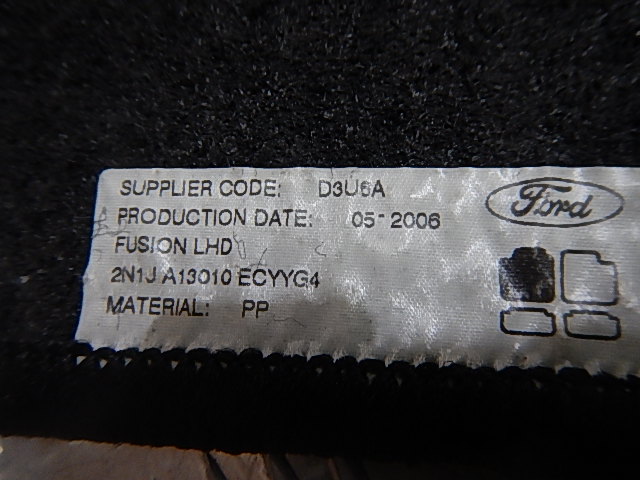 SUPPLIER CODE: D3U6A
Ford
PRODUCTION DATE: 05-2006
FUSION LHD
2N1J A13010 ECYYG4
MATERIAL: PP